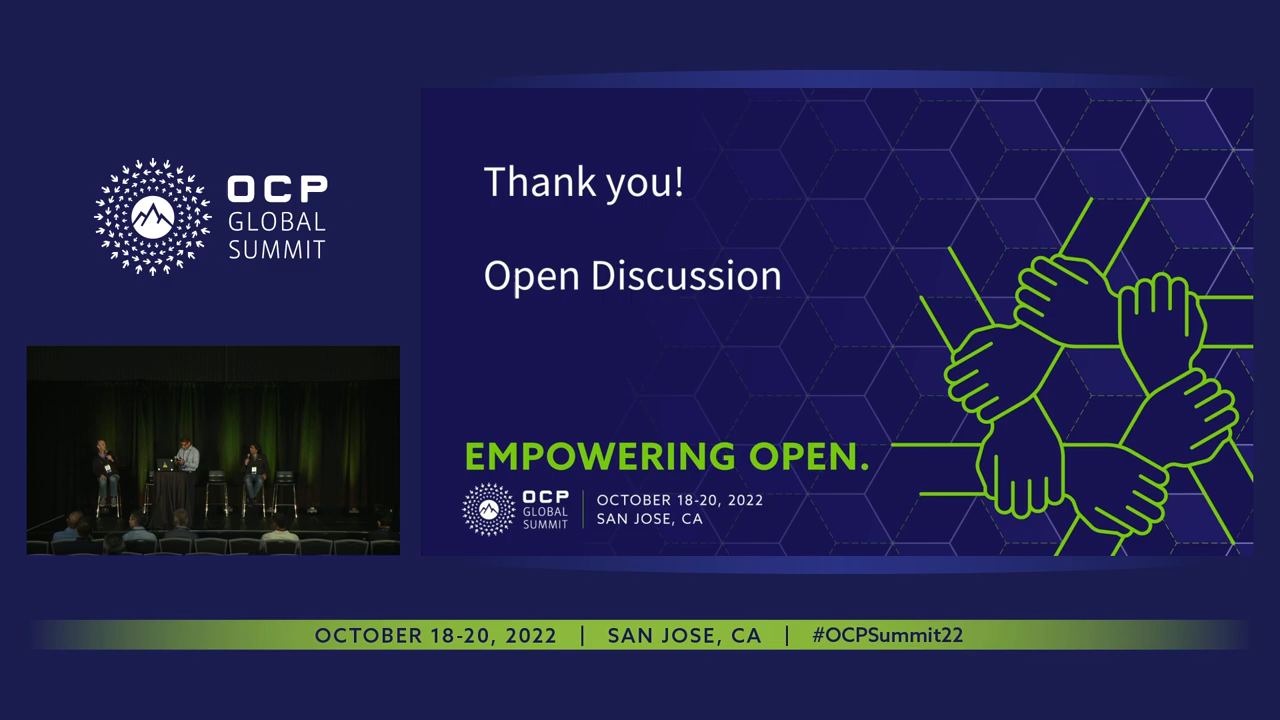 OCP
GLOBAL
SUMMIT
Thank you!
Open Discussion
EMPOWERING OPEN.
OCP
GLOBAL
SUMMIT
OCTOBER 18-20, 2022
SAN JOSE, CA
OCTOBER 18-20, 2022 | SAN JOSE, CA | #OCPSummit22